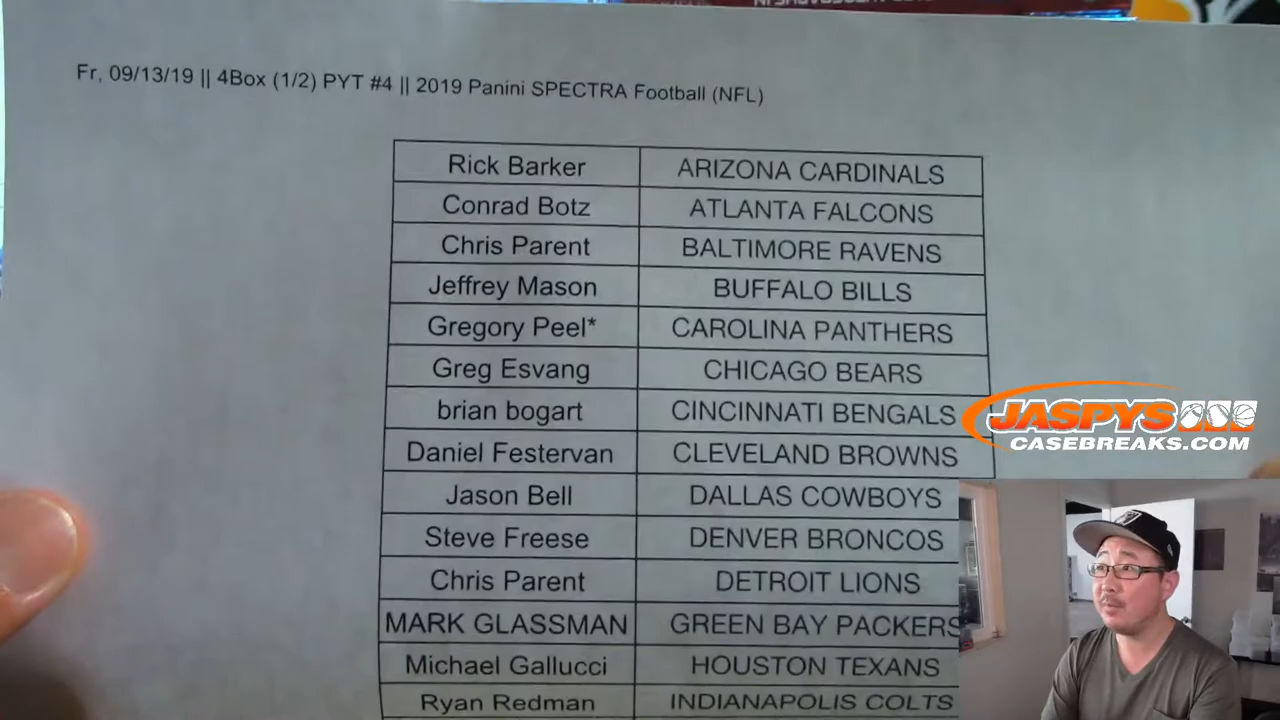 Fr, 09/13/19 || 4Box (1/2) PYT #4 || 2019 Panini SPECTRA Football (NFL)
Rick Barker ARIZONA CARDINALS
Conrad Botz ATLANTA FALCONS
Chris Parent BALTIMORE RAVENS
Jeffrey Mason BUFFALO BILLS
Gregory Peel* CAROLINA PANTHERS
Greg Esvang CHICAGO BEARS
brian bogart CINCINNATI BENGALS
Daniel Festervan CLEVELAND BROWNS
Jason Bell DALLAS COWBOYS
Steve Freese DENVER BRONCOS
Chris Parent DETROIT LIONS
MARK GLASSMAN GREEN BAY PACKERS
Michael Gallucci HOUSTON TEXANS
Ryan Redman INDIANAPOLIS COLTS
JASPYS
CASEBREAKS.COM